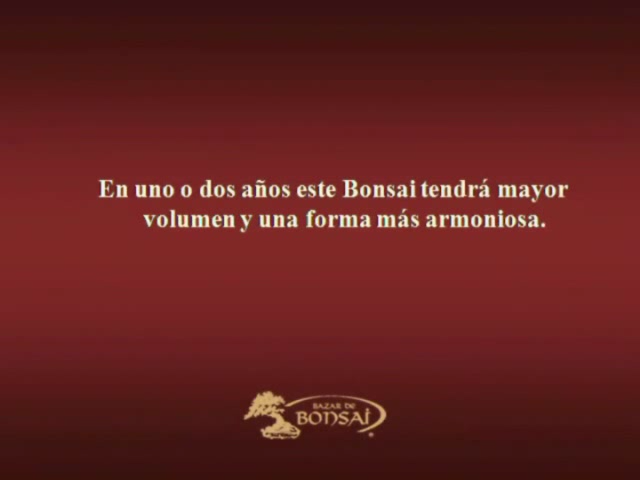 En uno o dos años este Bonsai tendrá mayor
volumen y una forma más armoniosa.
BAZAR DE
BONSAI